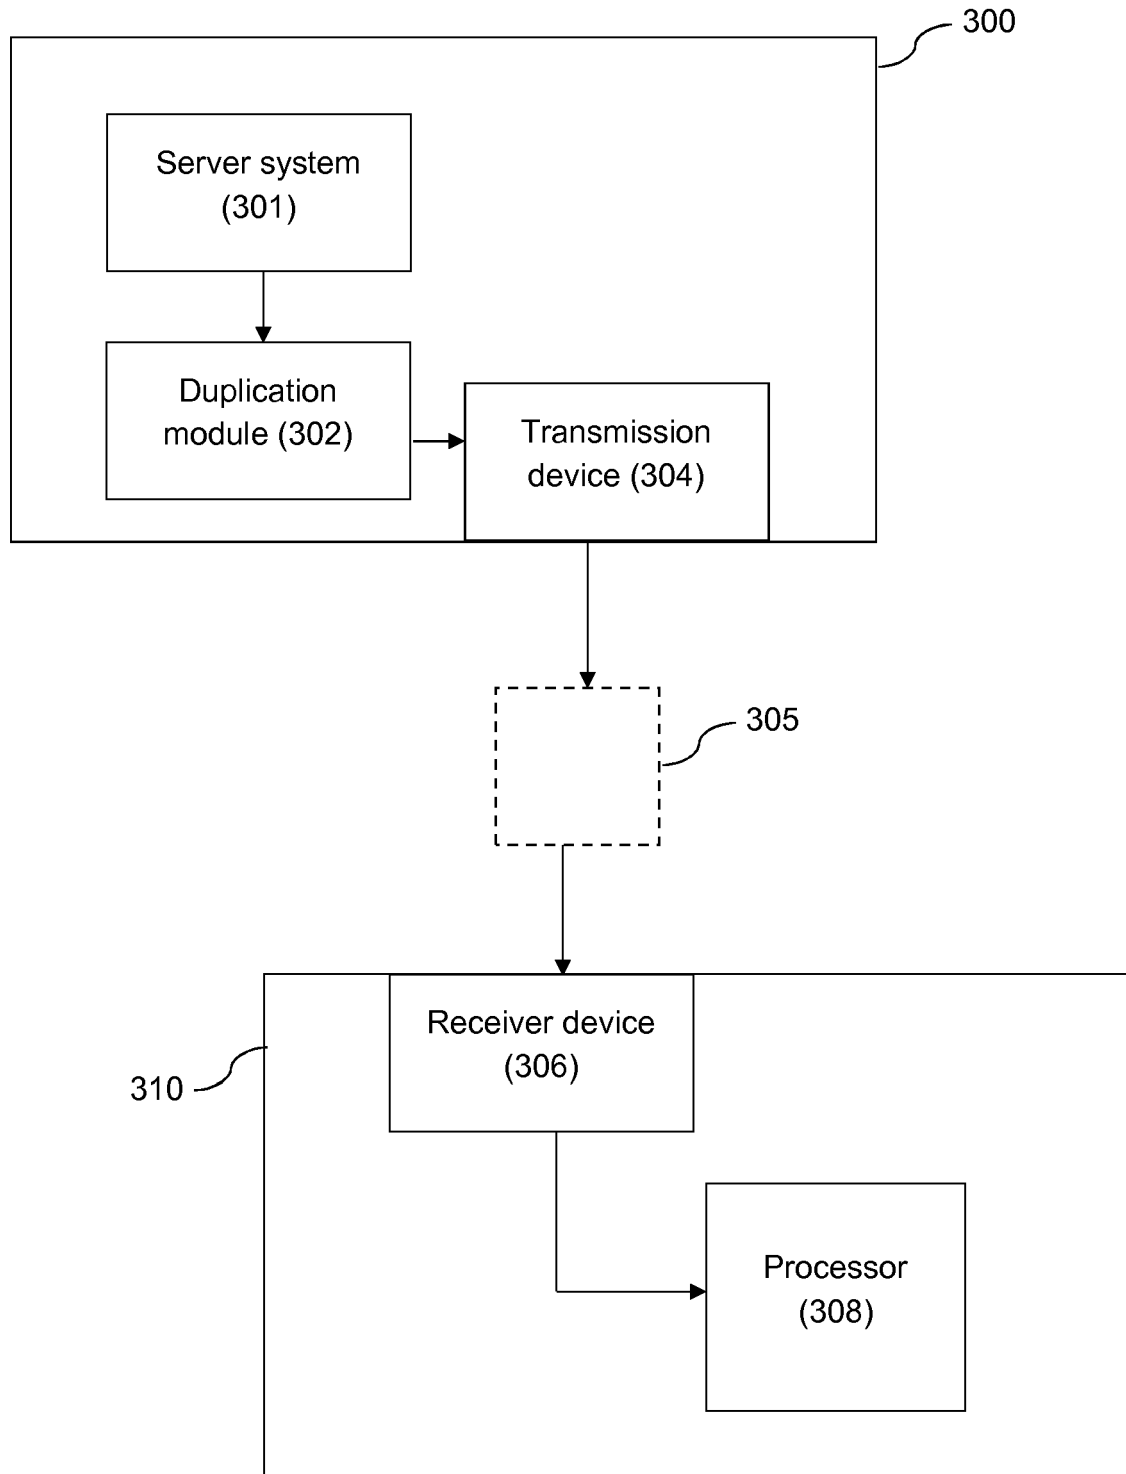 300
Server system
(301)
Duplication
module (302)
Transmission
device (304)
305
Receiver device
(306)
310
Processor
(308)